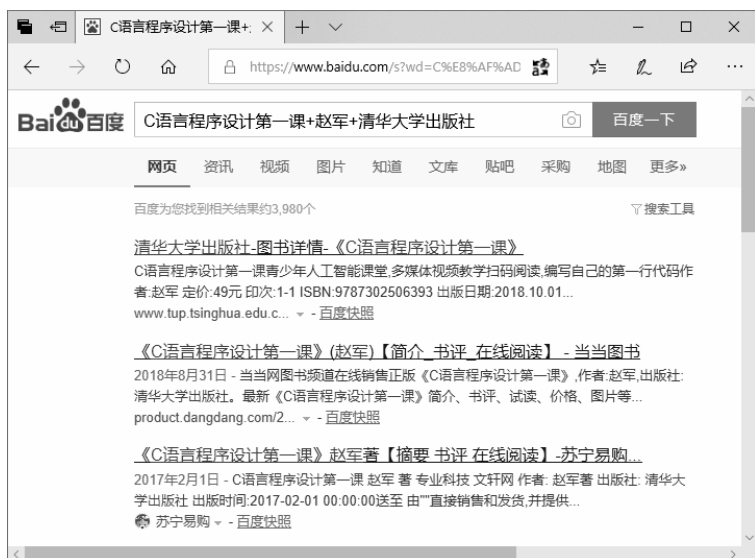 C语言程序设计第一课+:
https://www.baidu.com/s?wd=C%E8%AF%AD
Bai du 百度
C语言程序设计第一课+赵军+清华大学出版社
百度一下
网页 资讯 视频 图片 知道 文库 贴吧 采购 地图 更多»
百度为您找到相关结果约3,980个
搜索工具
清华大学出版社-图书详情-《C语言程序设计第一课》
C语言程序设计第一课青少年人工智能课堂,多媒体视频教学扫码阅读,编写自己的第一行代码作
者:赵军 定价:49元 印次:1-1 ISBN:9787302506393 出版日期:2018.10.01...
www.tup.tsinghua.edu.c... - 百度快照
《C语言程序设计第一课》(赵军)【简介_书评_在线阅读】 - 当当图书
2018年8月31日 - 当当网图书频道在线销售正版《C语言程序设计第一课》,作者:赵军,出版社:
清华大学出版社。最新《C语言程序设计第一课》简介、书评、试读、价格、图片等...
product.dangdang.com/2... - 百度快照
《C语言程序设计第一课》赵军著【摘要 书评 在线阅读】-苏宁易购...
2017年2月1日 - C语言程序设计第一课 赵军 著 专业科技 文轩网 作者: 赵军著 出版社: 清华大
学出版社 出版时间:2017-02-01 00:00:00送至 由""直接销售和发货,并提供...
苏宁易购 - 百度快照